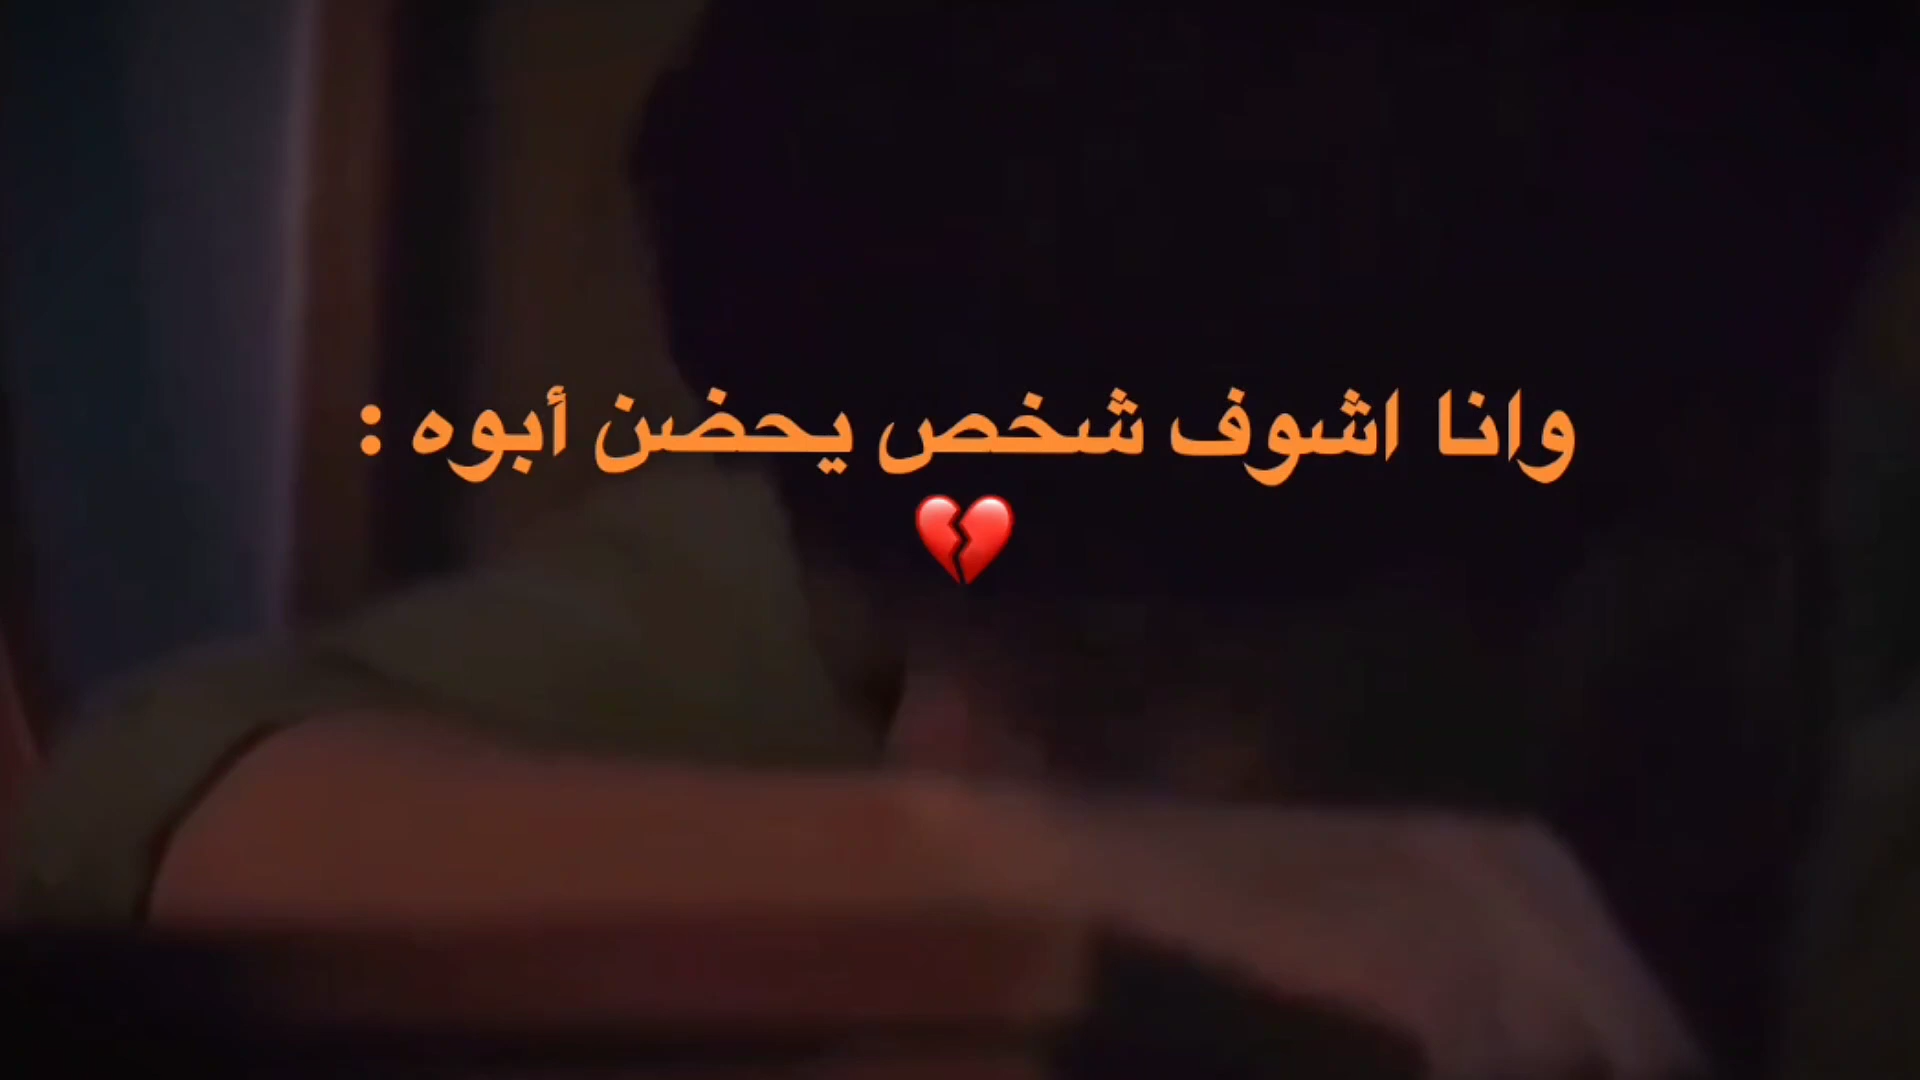 وانا اشوف شخص يحضن أبوه :
💔